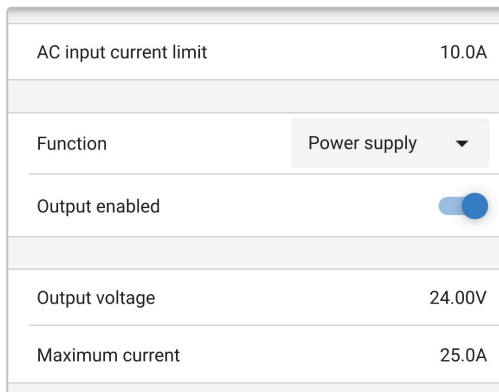 AC input current limit 10.0A
Function Power supply
Output enabled
Output voltage 24.00V
Maximum current 25.0A